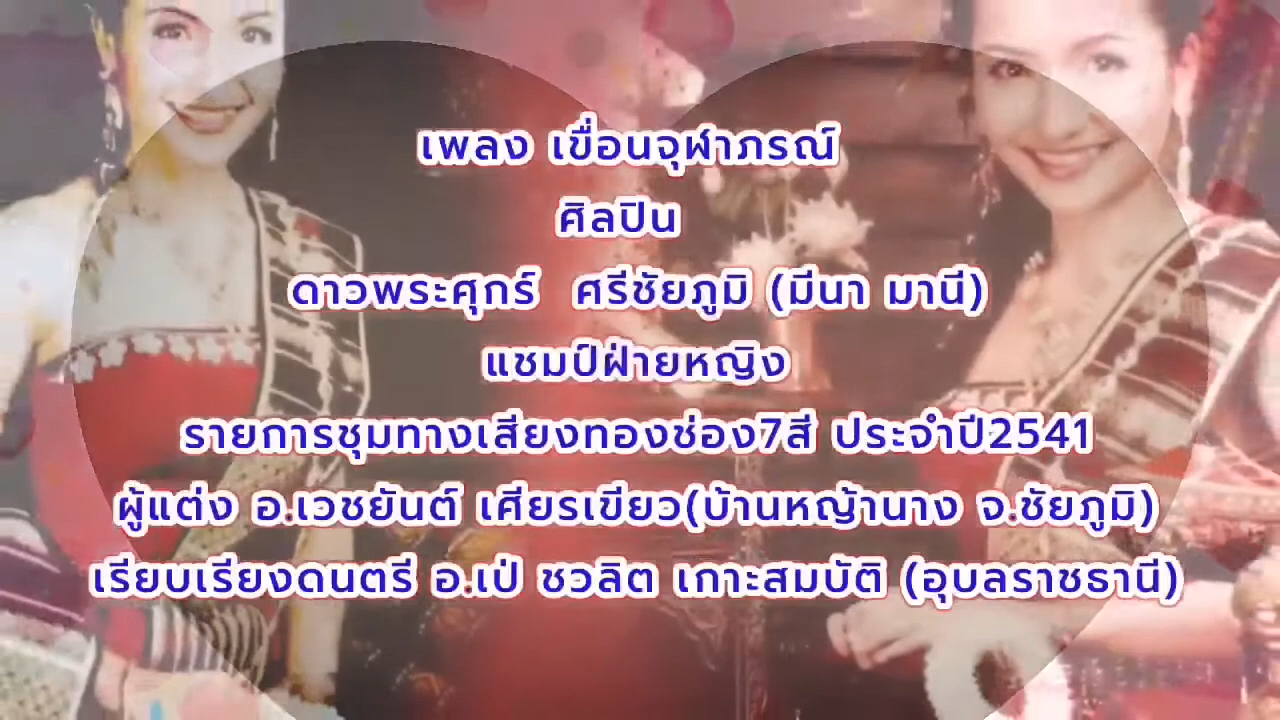 เพลง เขื่อนจุฬาภรณ์
ศิลปิน
ดาวพระศุกร์ ศรีชัยภูมิ (มีนา มานี)
แชมป์ฝ่ายหญิง
รายการชุมทางเสียงทองช่อง7สี ประจำปี2541
ผู้แต่ง อ.เวชยันต์ เศียรเขียว(บ้านหญ้านาง จ.ชัยภูมิ)
เรียบเรียงดนตรี อ.เป๋ ชวลิต เกาะสมบัติ (อุบลราชธานี)